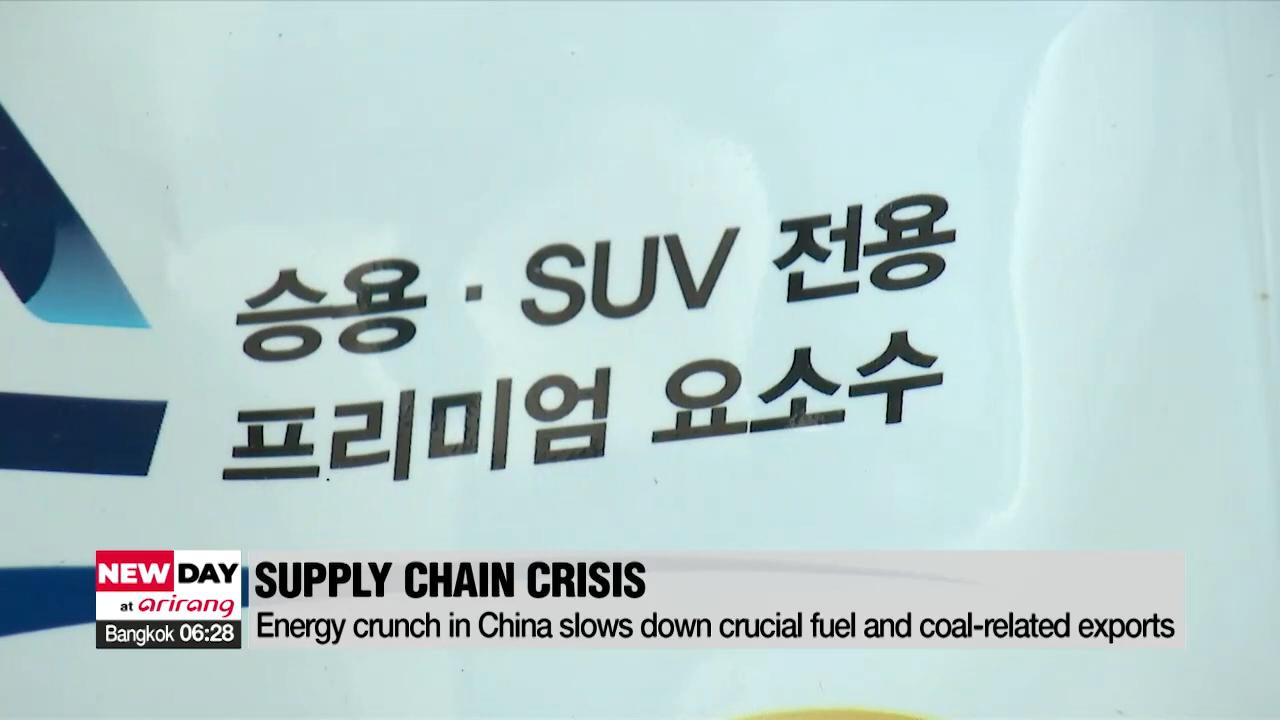 승용 · SUV 전용
프리미엄 요소수
NEW DAY
at arirang
Bangkok 06:28
SUPPLY CHAIN CRISIS
Energy crunch in China slows down crucial fuel and coal-related exports